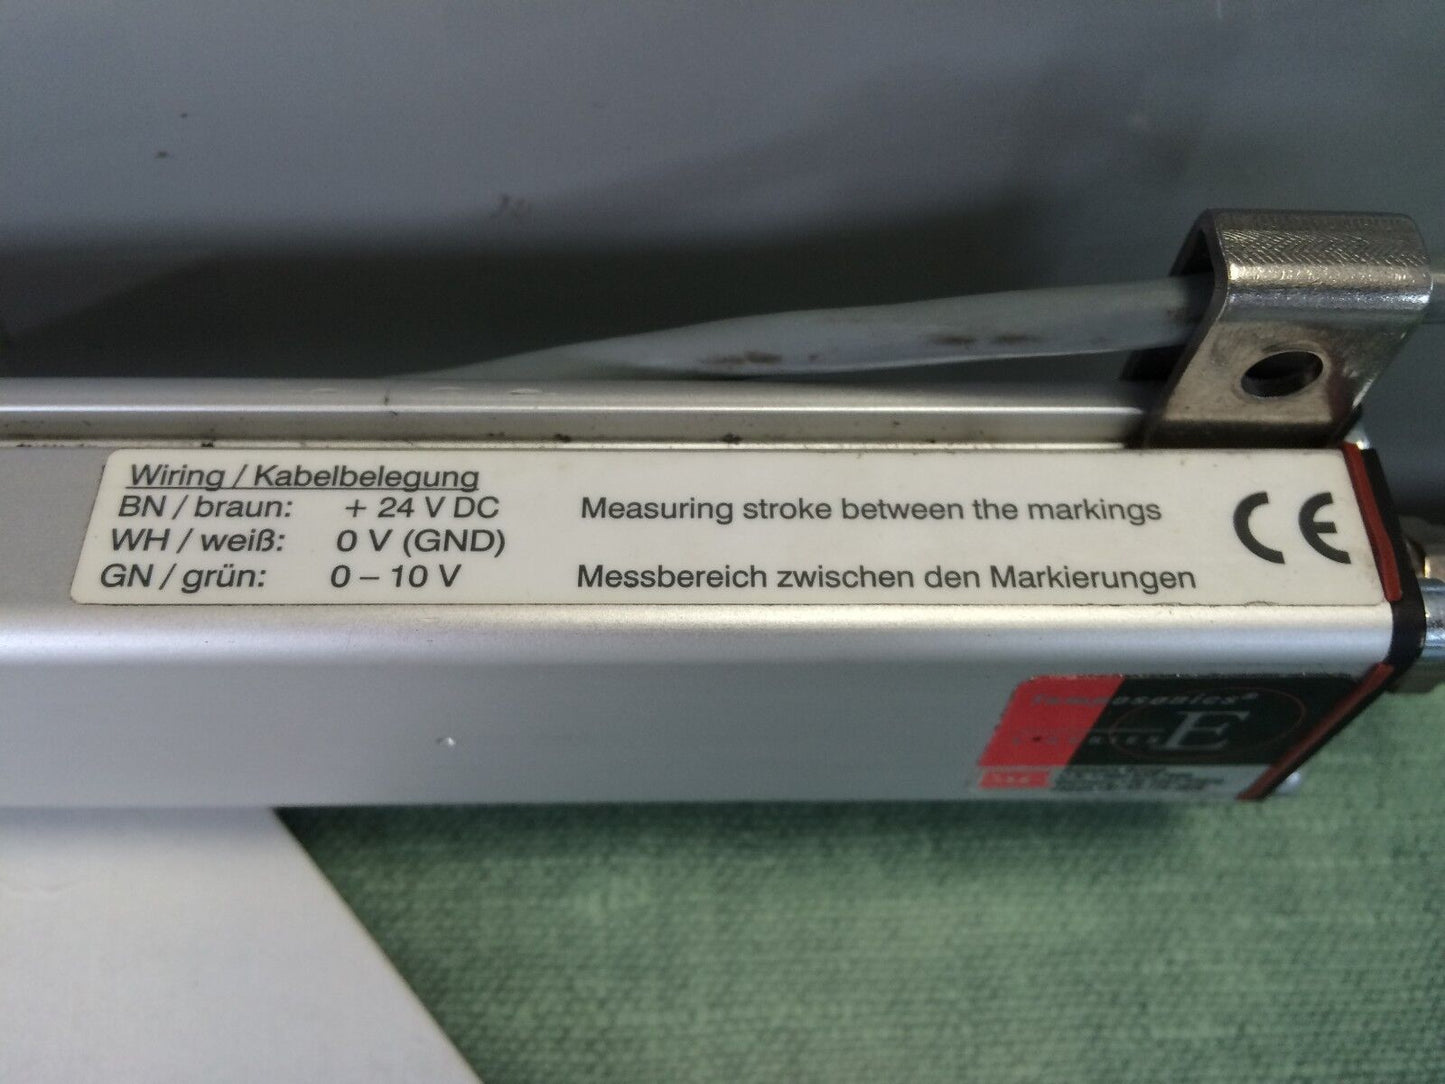 Wiring / Kabelbelegung
BN / braun: + 24 V DC
WH / weiß: 0 V (GND)
GN / grün: 0 – 10 V
Measuring stroke between the markings
Messbereich zwischen den Markierungen
CE
E